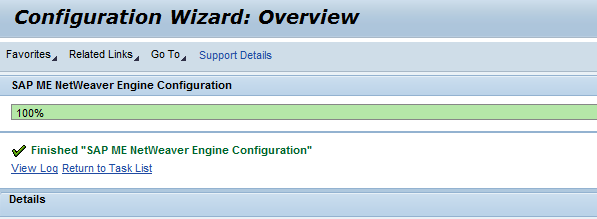 Configuration Wizard: Overview
Favorites Related Links Go To Support Details
SAP ME NetWeaver Engine Configuration
100%
Finished "SAP ME NetWeaver Engine Configuration"
View Log Return to Task List
Details